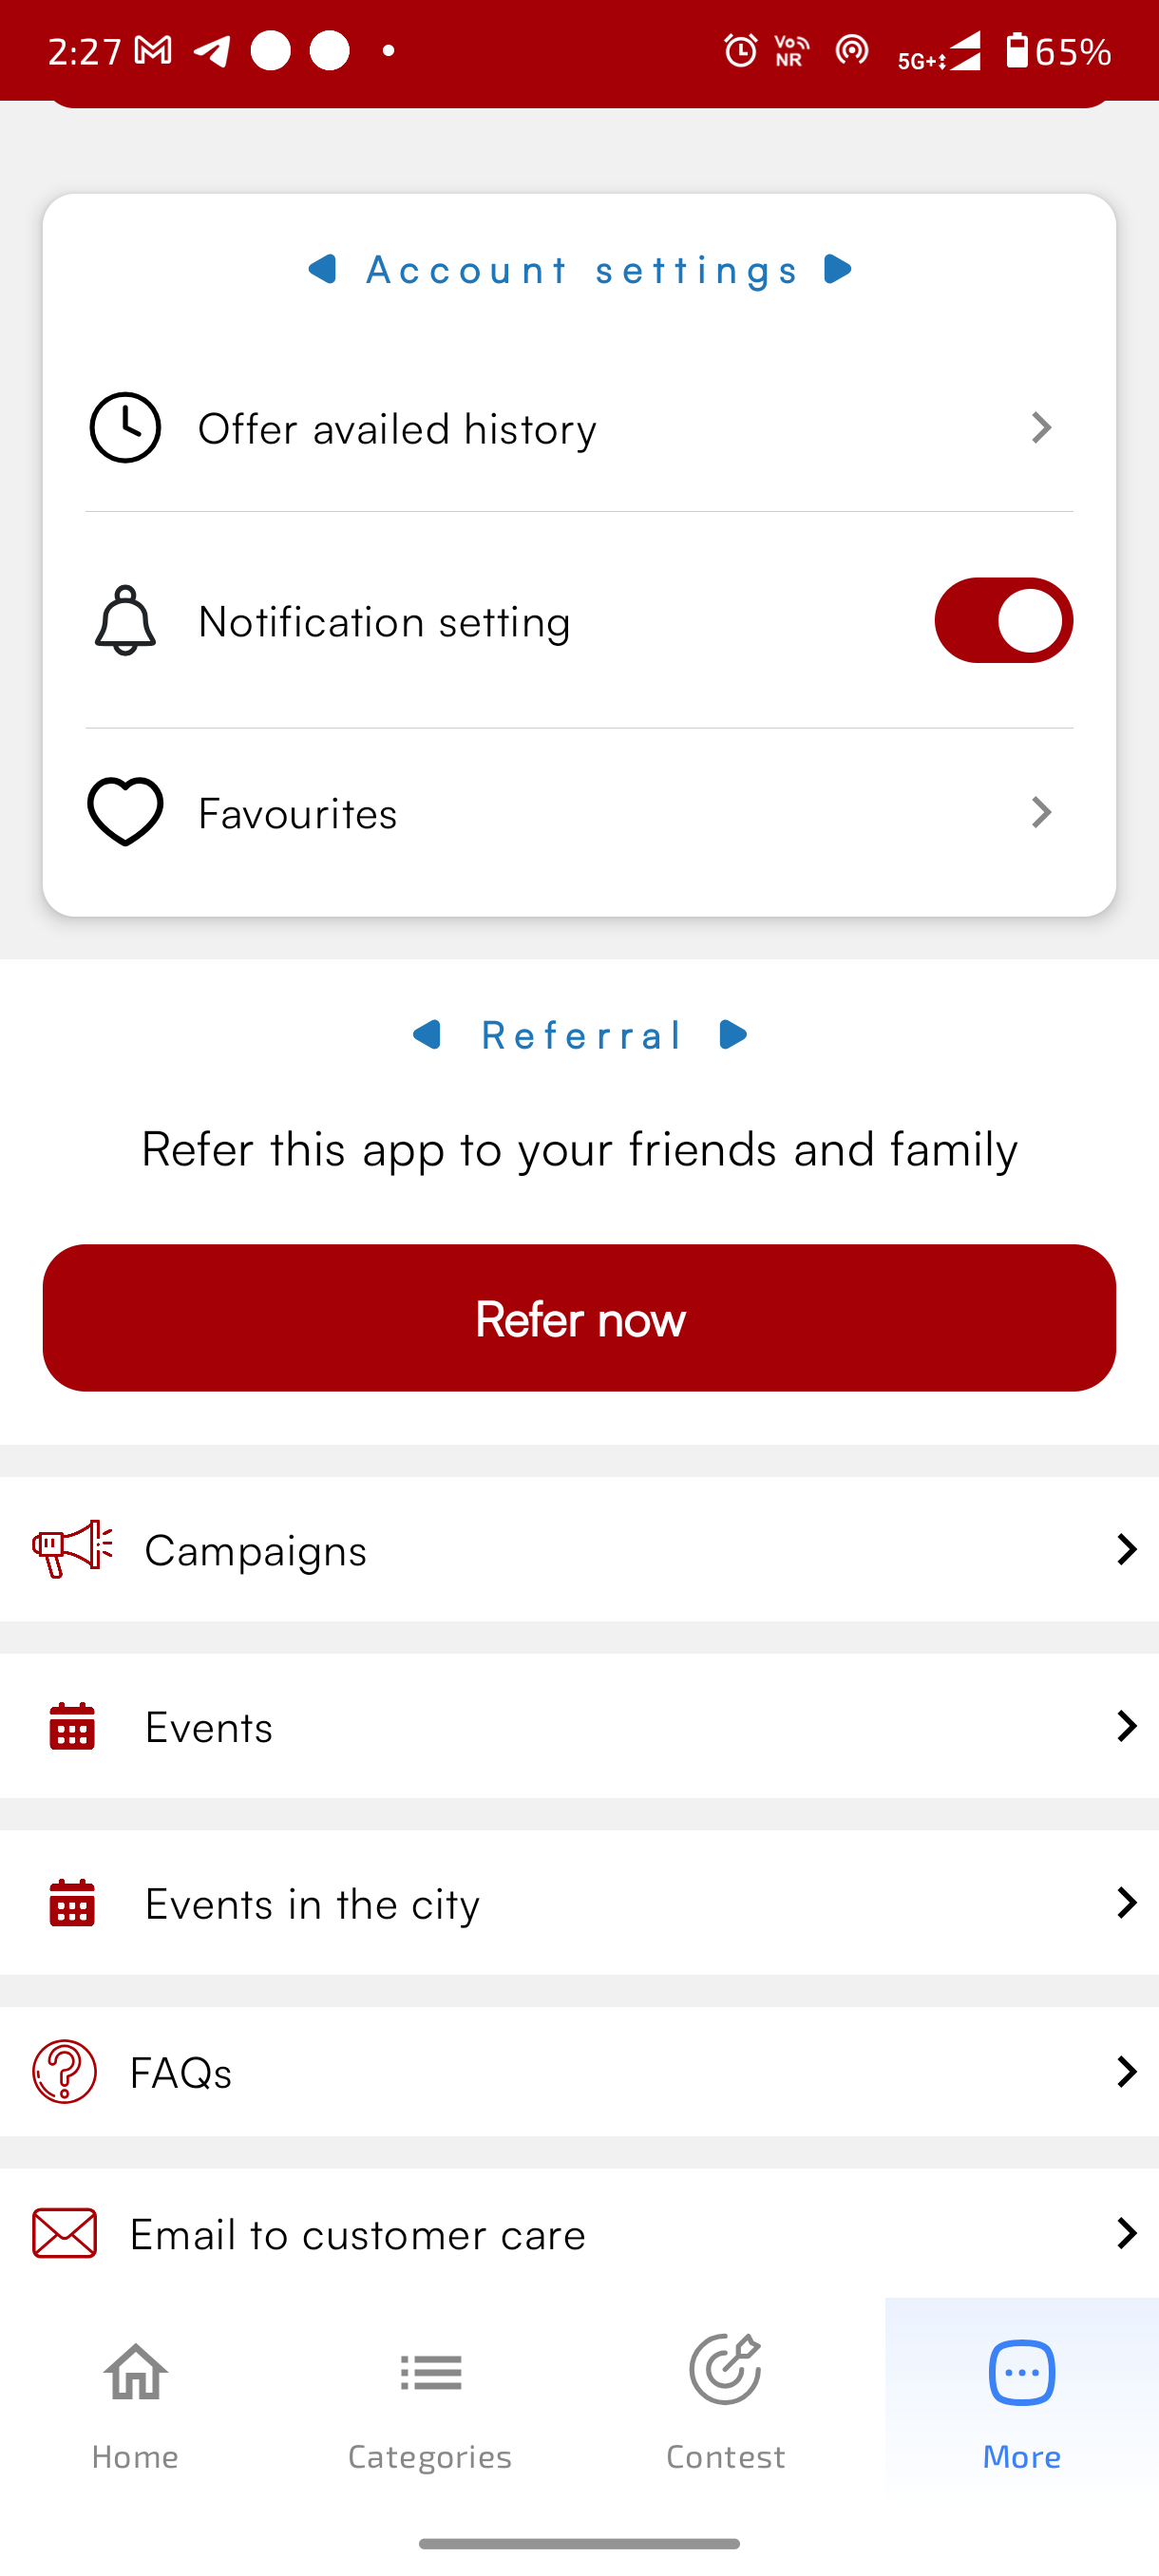 2:27 VoNR 5G+ 65%
Account settings
Offer availed history
Notification setting
Favourites
Referral
Refer this app to your friends and family
Refer now
Campaigns
Events
Events in the city
FAQs
Email to customer care
Home Categories Contest More